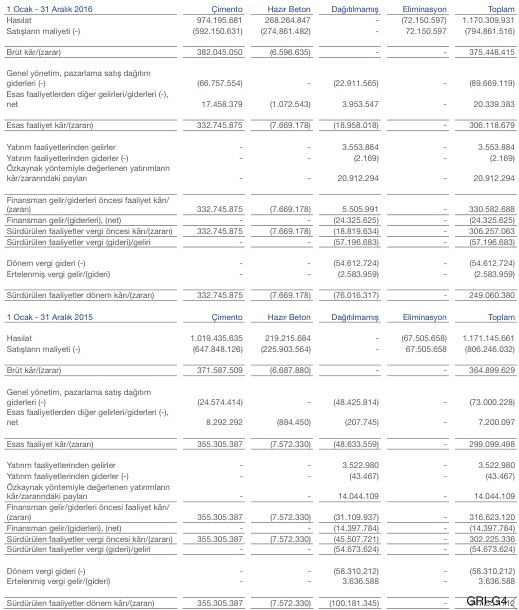 1 Ocak - 31 Aralık 2016 Çimento Hazır Beton Dağıtılmamış Eliminasyon Toplam
Hasılat 974.195.681 268.264.847 - (72.150.597) 1.170.309.931
Satışların maliyeti (-) (592.150.631) (274.861.482) - 72.150.597 (794.861.516)
Brüt kâr/(zarar) 382.045.050 (6.596.635) - - 375.448.415
Genel yönetim, pazarlama satış dağıtım
giderleri (-) (66.757.554) - (22.911.565) - (89.669.119)
Esas faaliyetlerden diğer gelirleri/giderleri (-),
net 17.458.379 (1.072.543) 3.953.547 - 20.339.383
Esas faaliyet kârı/(zararı) 332.745.875 (7.669.178) (18.958.018) - 306.118.679
Yatırım faaliyetlerinden gelirler - - 3.553.884 - 3.553.884
Yatırım faaliyetlerinden giderler (-) - - (2.169) - (2.169)
Özkaynak yöntemiyle değerlenen yatırımların
kâr/zararındaki payları - - 20.912.294 - 20.912.294
Finansman gelir/giderleri öncesi faaliyet kârı/
(zararı) 332.745.875 (7.669.178) 5.505.991 - 330.582.688
Finansman gelir/(giderleri), (net) - - (24.325.625) - (24.325.625)
Sürdürülen faaliyetler vergi öncesi kârı/(zararı) 332.745.875 (7.669.178) (18.819.634) - 306.257.063
Sürdürülen faaliyetler vergi (gideri)/geliri - - (57.196.683) - (57.196.683)
Dönem vergi gideri (-) - - (54.612.724) - (54.612.724)
Ertelenmiş vergi gelir/(gideri) - - (2.583.959) - (2.583.959)
Sürdürülen faaliyetler dönem kârı/(zararı) 332.745.875 (7.669.178) (76.016.317) - 249.060.380
1 Ocak - 31 Aralık 2015 Çimento Hazır Beton Dağıtılmamış Eliminasyon Toplam
Hasılat 1.019.435.635 219.215.684 - (67.505.658) 1.171.145.661
Satışların maliyeti (-) (647.848.126) (225.903.564) - 67.505.658 (806.246.032)
Brüt kâr/(zarar) 371.587.509 (6.687.880) - - 364.899.629
Genel yönetim, pazarlama satış dağıtım
giderleri (-) (24.574.414) - (48.425.814) - (73.000.228)
Esas faaliyetlerden diğer gelirleri/giderleri (-),
net 8.292.292 (884.450) (207.745) - 7.200.097
Esas faaliyet kârı/(zararı) 355.305.387 (7.572.330) (48.633.559) - 299.099.498
Yatırım faaliyetlerinden gelirler - - 3.522.980 - 3.522.980
Yatırım faaliyetlerinden giderler (-) - - (43.467) - (43.467)
Özkaynak yöntemiyle değerlenen yatırımların
kâr/zararındaki payları - - 14.044.109 - 14.044.109
Finansman gelir/giderleri öncesi faaliyet kârı/
(zararı) 355.305.387 (7.572.330) (31.109.937) - 316.623.120
Finansman gelir/(giderleri), (net) - - (14.397.784) - (14.397.784)
Sürdürülen faaliyetler vergi öncesi kârı/(zararı) 355.305.387 (7.572.330) (45.507.721) - 302.225.336
Sürdürülen faaliyetler vergi (gideri)/geliri - - (54.673.624) - (54.673.624)
Dönem vergi gideri (-) - - (58.310.212) - (58.310.212)
Ertelenmiş vergi gelir/(gideri) - - 3.636.588 - 3.636.588
Sürdürülen faaliyetler dönem kârı/(zararı) 355.305.387 (7.572.330) (100.181.345) -
GRI-G4